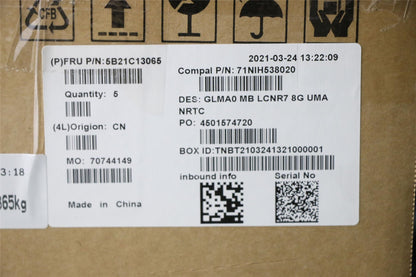 CFB
(P)FRU P/N:5B21C13065
2021-03-24 13:22:09
Compal P/N: 71NIH538020
Quantity: 5
DES: GLMA0 MB LCNR7 8G UMA
NRTC
(4L)Origion: CN
PO: 4501574720
MO: 70744149
BOX ID:TNBT2103241321000001
inbound info
Serial No
3:18
365kg
Made in China